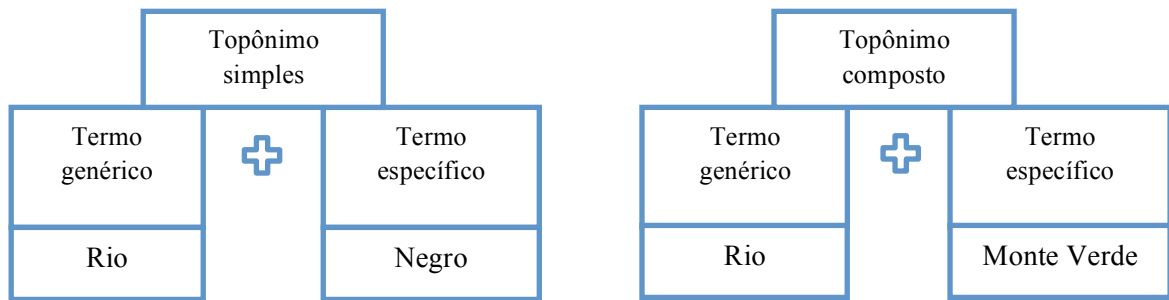 Topônimo
simples
Termo
genérico
Termo
específico
Rio
Negro
Topônimo
composto
Termo
genérico
Termo
específico
Rio
Monte Verde